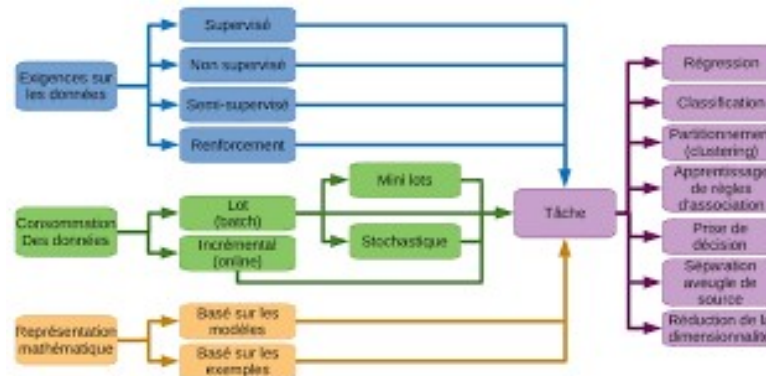 Exigences sur
les données
Supervisé
Non supervisé
Semi-supervisé
Renforcement
Consommation
Des données
Lot
(batch)
Incrémental
(online)
Mini lots
Stochastique
Représentation
mathématique
Basé sur les
modèles
Basé sur les
exemples
Tâche
Régression
Classification
Partitionnement
(clustering)
Apprentissage
de règles
d'association
Prise de
décision
Séparation
aveugle de
source
Réduction de la
dimensionnalité